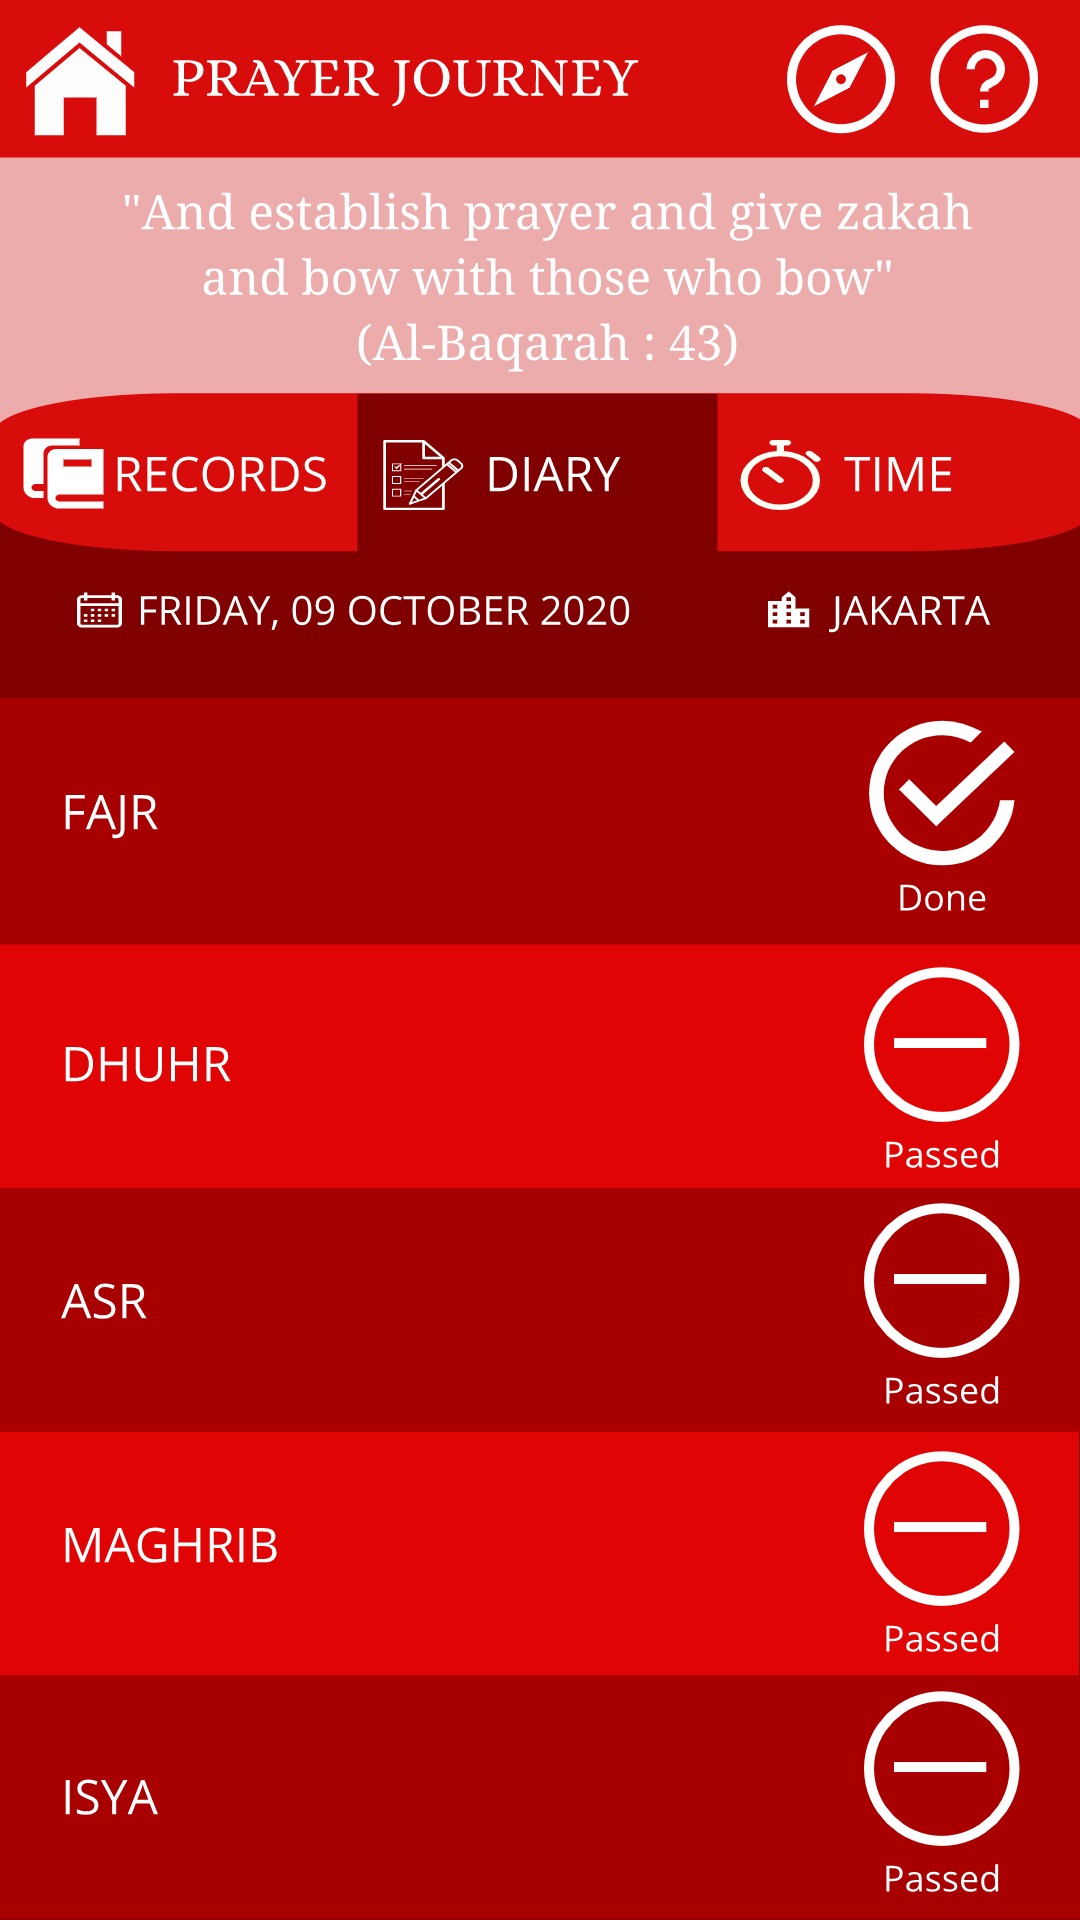 PRAYER JOURNEY
"And establish prayer and give zakah
and bow with those who bow"
(Al-Baqarah : 43)
RECORDS DIARY TIME
FRIDAY, 09 OCTOBER 2020 JAKARTA
FAJR
Done
DHUHR
Passed
ASR
Passed
MAGHRIB
Passed
ISYA
Passed